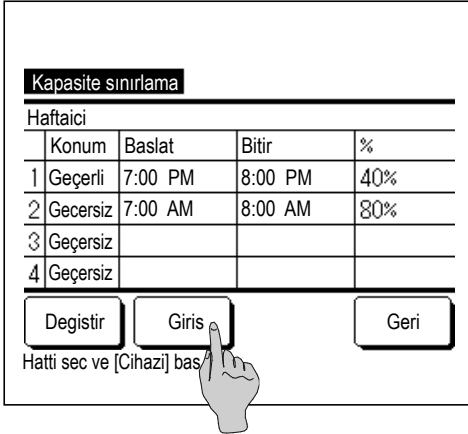 Kapasite sınırlama
Haftaici
Konum Baslat Bitir %
1 Geçerli 7:00 PM 8:00 PM 40%
2 Gecersiz 7:00 AM 8:00 AM 80%
3 Geçersiz
4 Geçersiz
Degistir Giris Geri
Hatti sec ve [Cihazi] bas